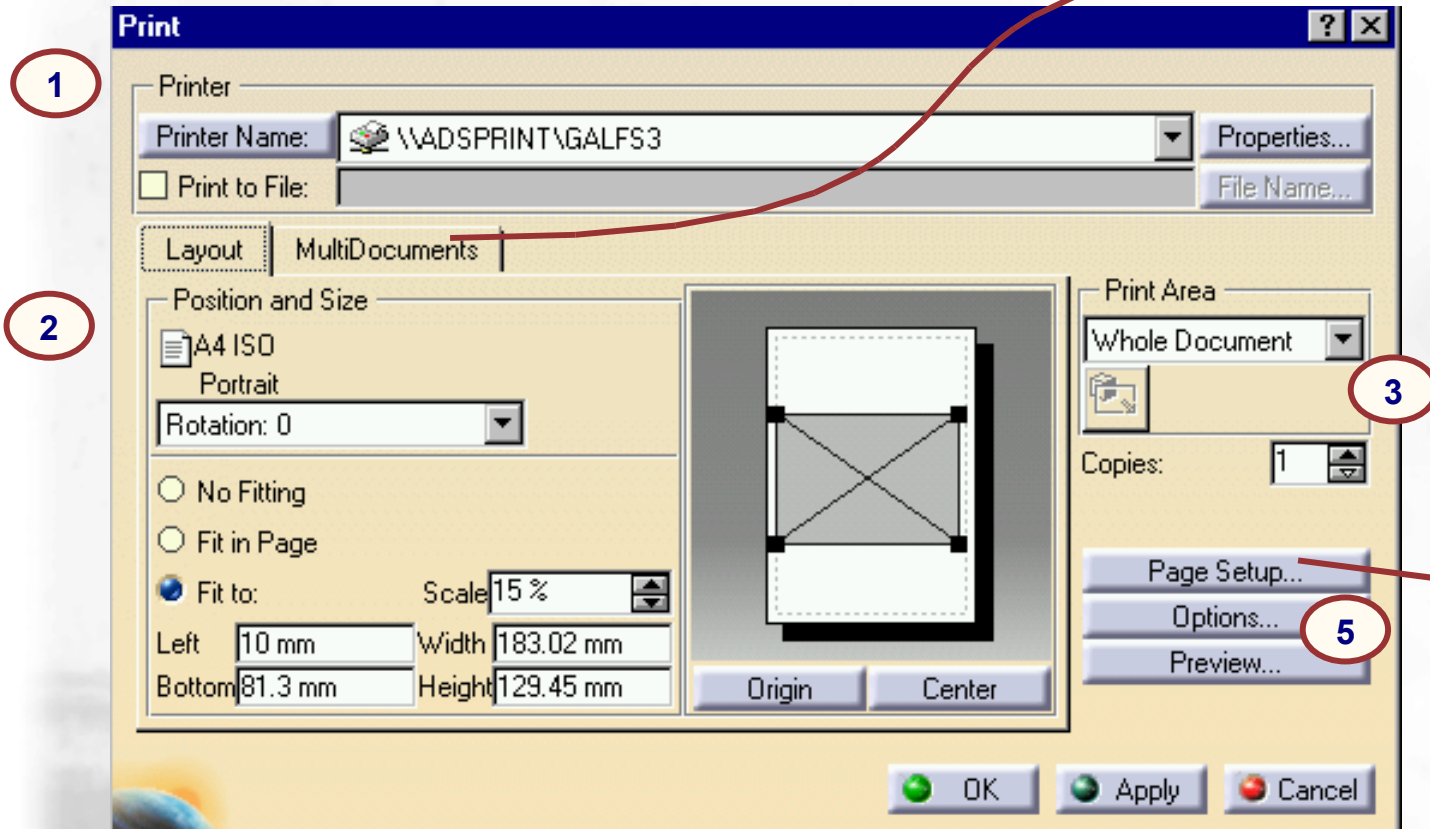 Print
1
Printer
Printer Name: \\ADSPRINT\GALFS3 Properties...
Print to File: File Name...
Layout MultiDocuments
2
Position and Size
A4 ISO
Portrait
Rotation: 0
No Fitting
Fit in Page
Fit to: Scale 15 %
Left 10 mm Width 183.02 mm
Bottom 81.3 mm Height 129.45 mm
Origin Center
Print Area
Whole Document
3
Copies: 1
Page Setup...
Options...
5
Preview...
OK Apply Cancel